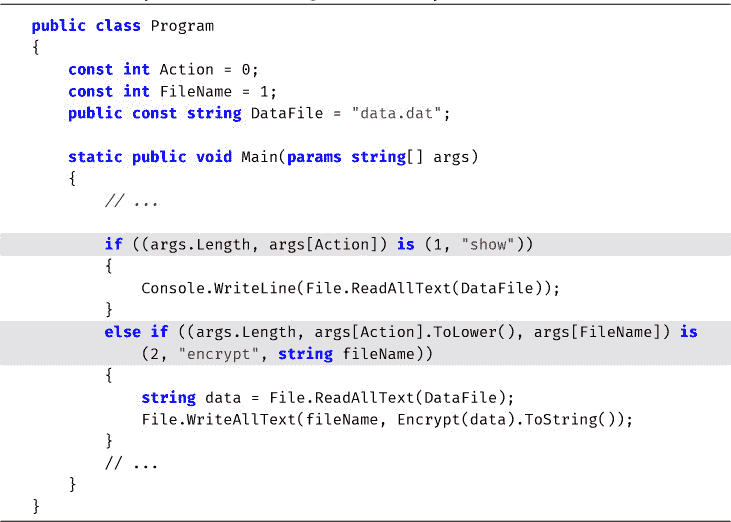 public class Program
{
    const int Action = 0;
    const int FileName = 1;
    public const string DataFile = "data.dat";

    static public void Main(params string[] args)
    {
        // ...

        if ((args.Length, args[Action]) is (1, "show"))
        {
            Console.WriteLine(File.ReadAllText(DataFile));
        }
        else if ((args.Length, args[Action].ToLower(), args[FileName]) is
            (2, "encrypt", string fileName))
        {
            string data = File.ReadAllText(DataFile);
            File.WriteAllText(fileName, Encrypt(data).ToString());
        }
        // ...
    }
}